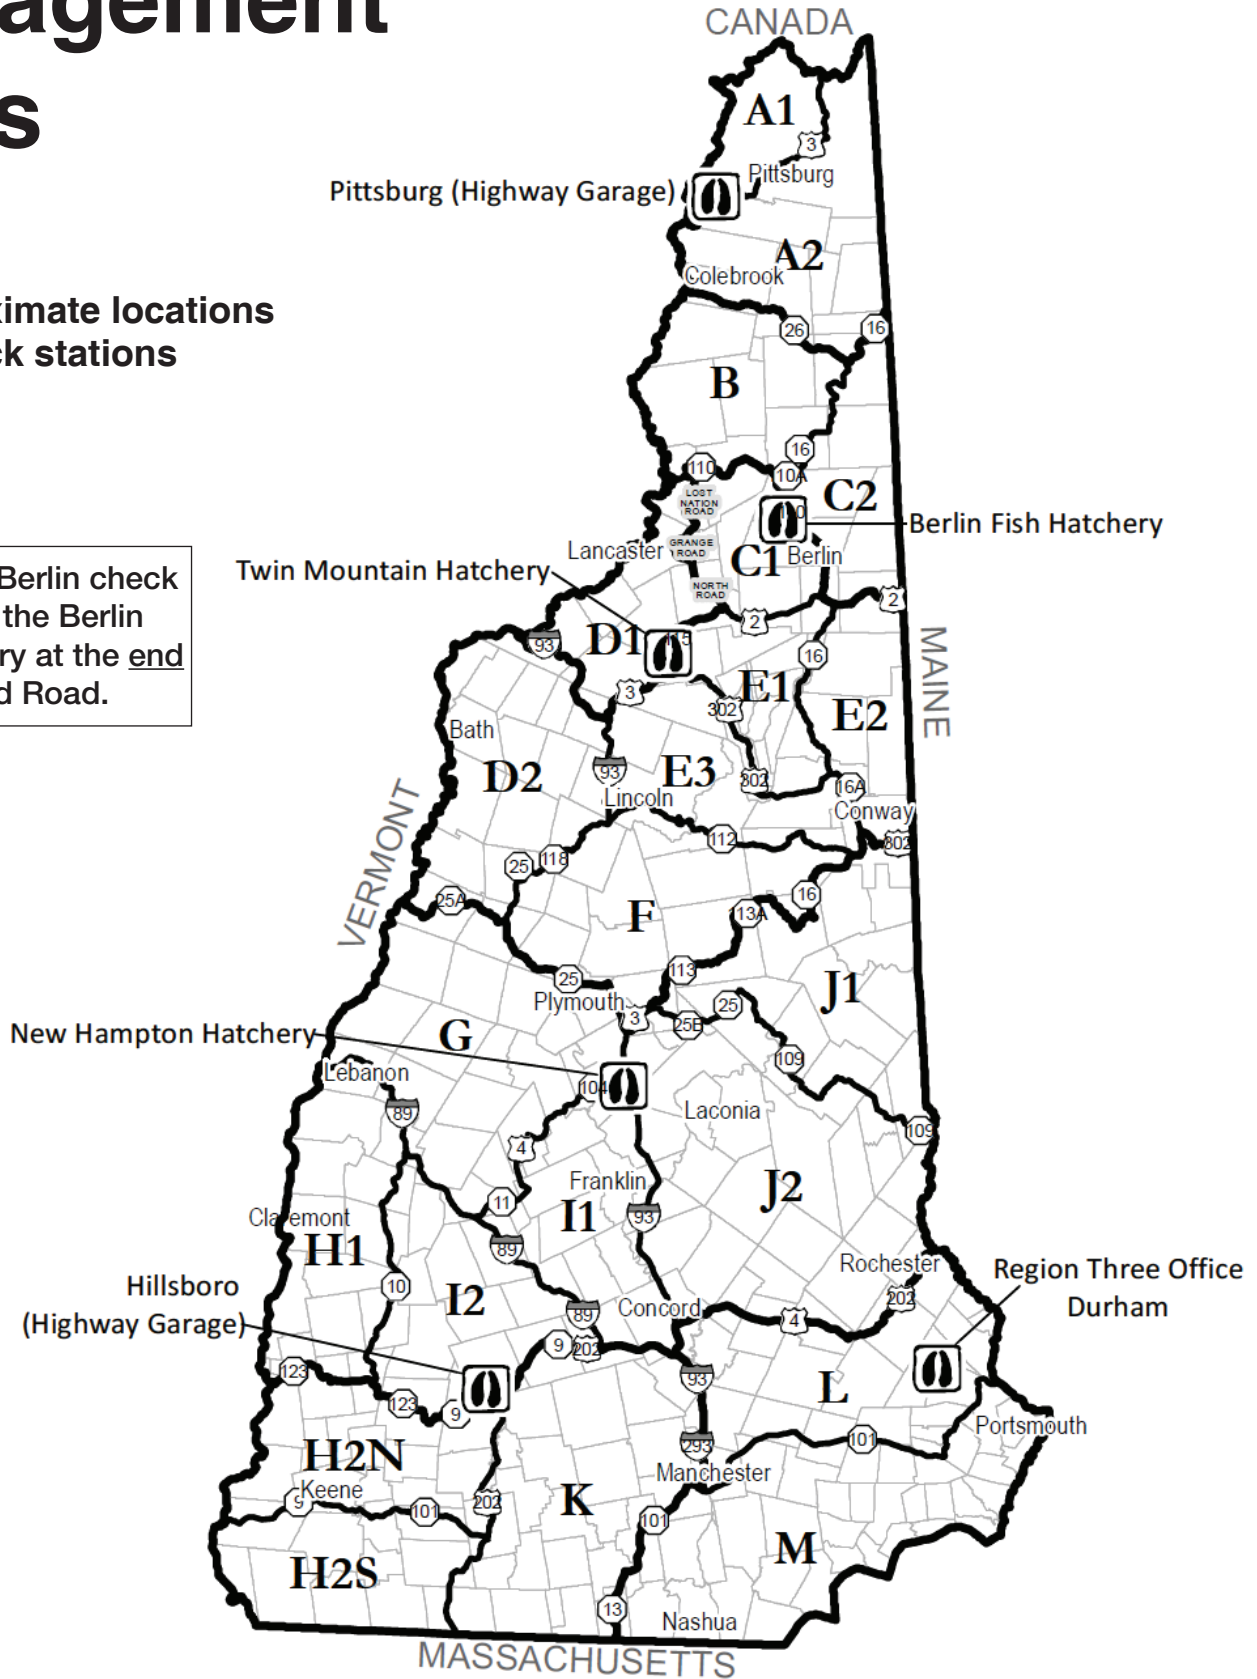 agement
s
CANADA
A1
3
Pittsburg (Highway Garage)
Pittsburg
A2
Colebrook
ximate locations
ck stations
26
16
B
16
110
10A
LOST
NATION
ROAD
C2
Berlin Fish Hatchery
GRANGE
ROAD
Lancaster
C1
Berlin
Twin Mountain Hatchery
Berlin check
the Berlin
ry at the end
d Road.
NORTH
ROAD
2
2
93
D1
115
16
MAINE
3
E1
302
E2
Bath
D2
93
E3
302
16A
Lincoln
Conway
112
302
VERMONT
25
118
25A
16
F
113A
113
25
J1
Plymouth
3
25
25B
New Hampton Hatchery
G
109
Lebanon
104
89
Laconia
109
4
Franklin
J2
11
I1
93
Claremont
H1
89
Rochester
Region Three Office
Durham
Hillsboro
(Highway Garage)
10
I2
202
89
Concord
4
9
202
123
93
L
123
9
Portsmouth
101
293
H2N
Manchester
Keene
9
101
202
K
101
M
H2S
13
Nashua
MASSACHUSETTS